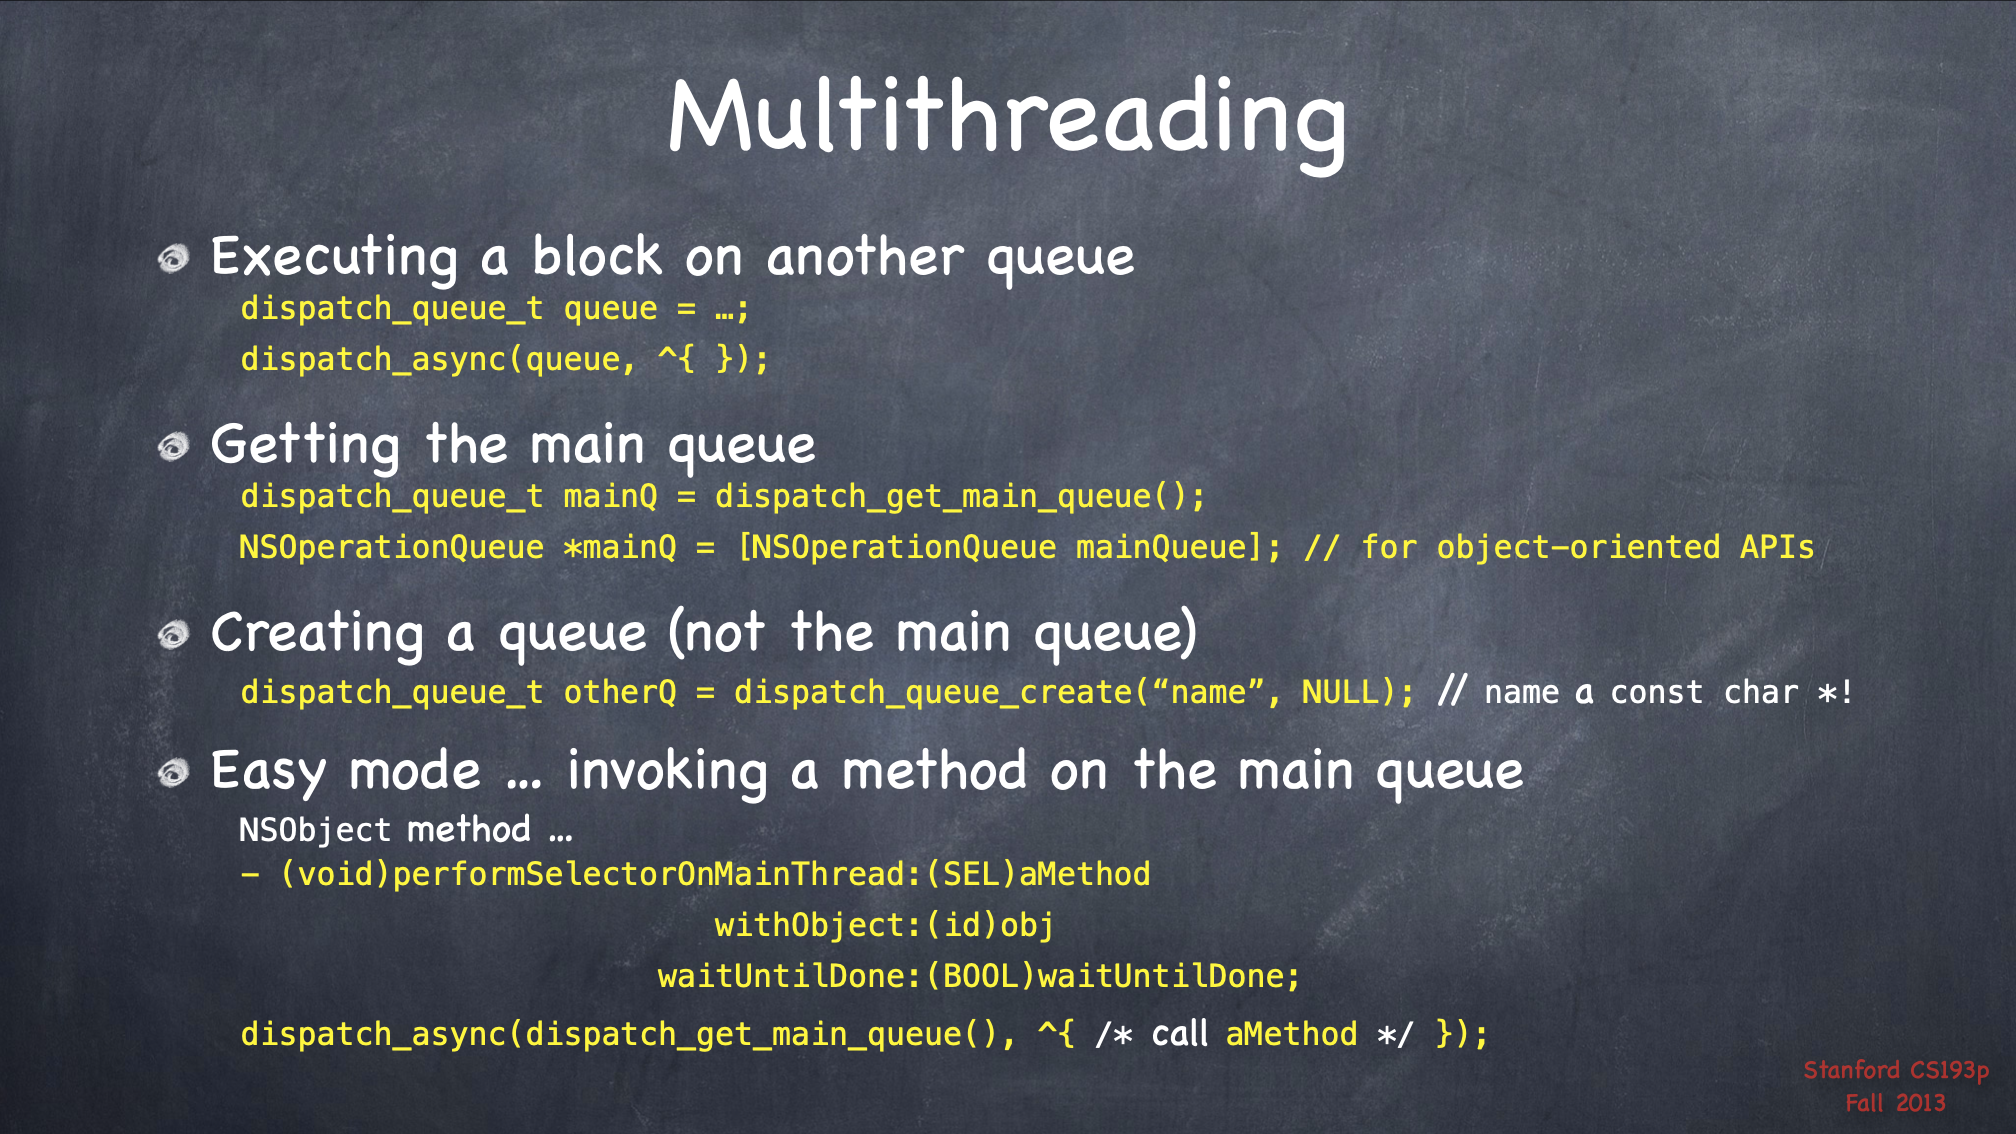 Multithreading
Executing a block on another queue
dispatch_queue_t queue = …;
dispatch_async(queue, ^{ });
Getting the main queue
dispatch_queue_t mainQ = dispatch_get_main_queue();
NSOperationQueue *mainQ = [NSOperationQueue mainQueue]; // for object-oriented APIs
Creating a queue (not the main queue)
dispatch_queue_t otherQ = dispatch_queue_create(“name”, NULL); // name a const char *!
Easy mode … invoking a method on the main queue
NSObject method …
- (void)performSelectorOnMainThread:(SEL)aMethod
withObject:(id)obj
waitUntilDone:(BOOL)waitUntilDone;
dispatch_async(dispatch_get_main_queue(), ^{ /* call aMethod */ });
Stanford CS193p
Fall 2013